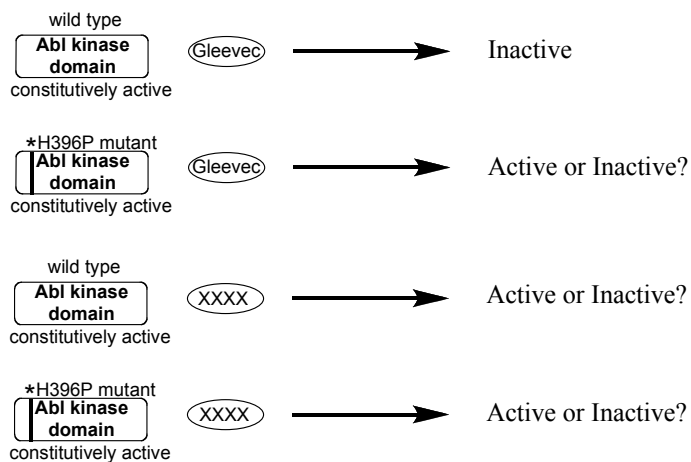 wild type
Abl kinase
domain
Gleevec
Inactive
constitutively active
*H396P mutant
Abl kinase
domain
Gleevec
Active or Inactive?
constitutively active
wild type
Abl kinase
domain
XXXX
Active or Inactive?
constitutively active
*H396P mutant
Abl kinase
domain
XXXX
Active or Inactive?
constitutively active